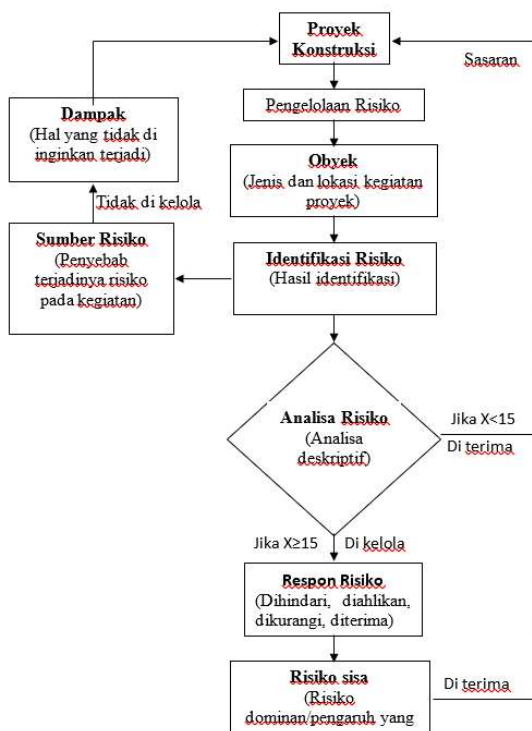 Proyek
Konstruksi
Sasaran
Pengelolaan Risiko
Dampak
(Hal yang tidak di
inginkan terjadi)
Obyek
(Jenis dan lokasi kegiatan
proyek)
Tidak di kelola
Sumber Risiko
(Penyebab
terjadinya risiko
pada kegiatan)
Identifikasi Risiko
(Hasil identifikasi)
Analisa Risiko
(Analisa
deskriptif)
Jika X<15
Di terima
Jika X≥15 Di kelola
Respon Risiko
(Dihindari, diahlikan,
dikurangi, diterima)
Risiko sisa
(Risiko
dominan/pengaruh yang
Di terima